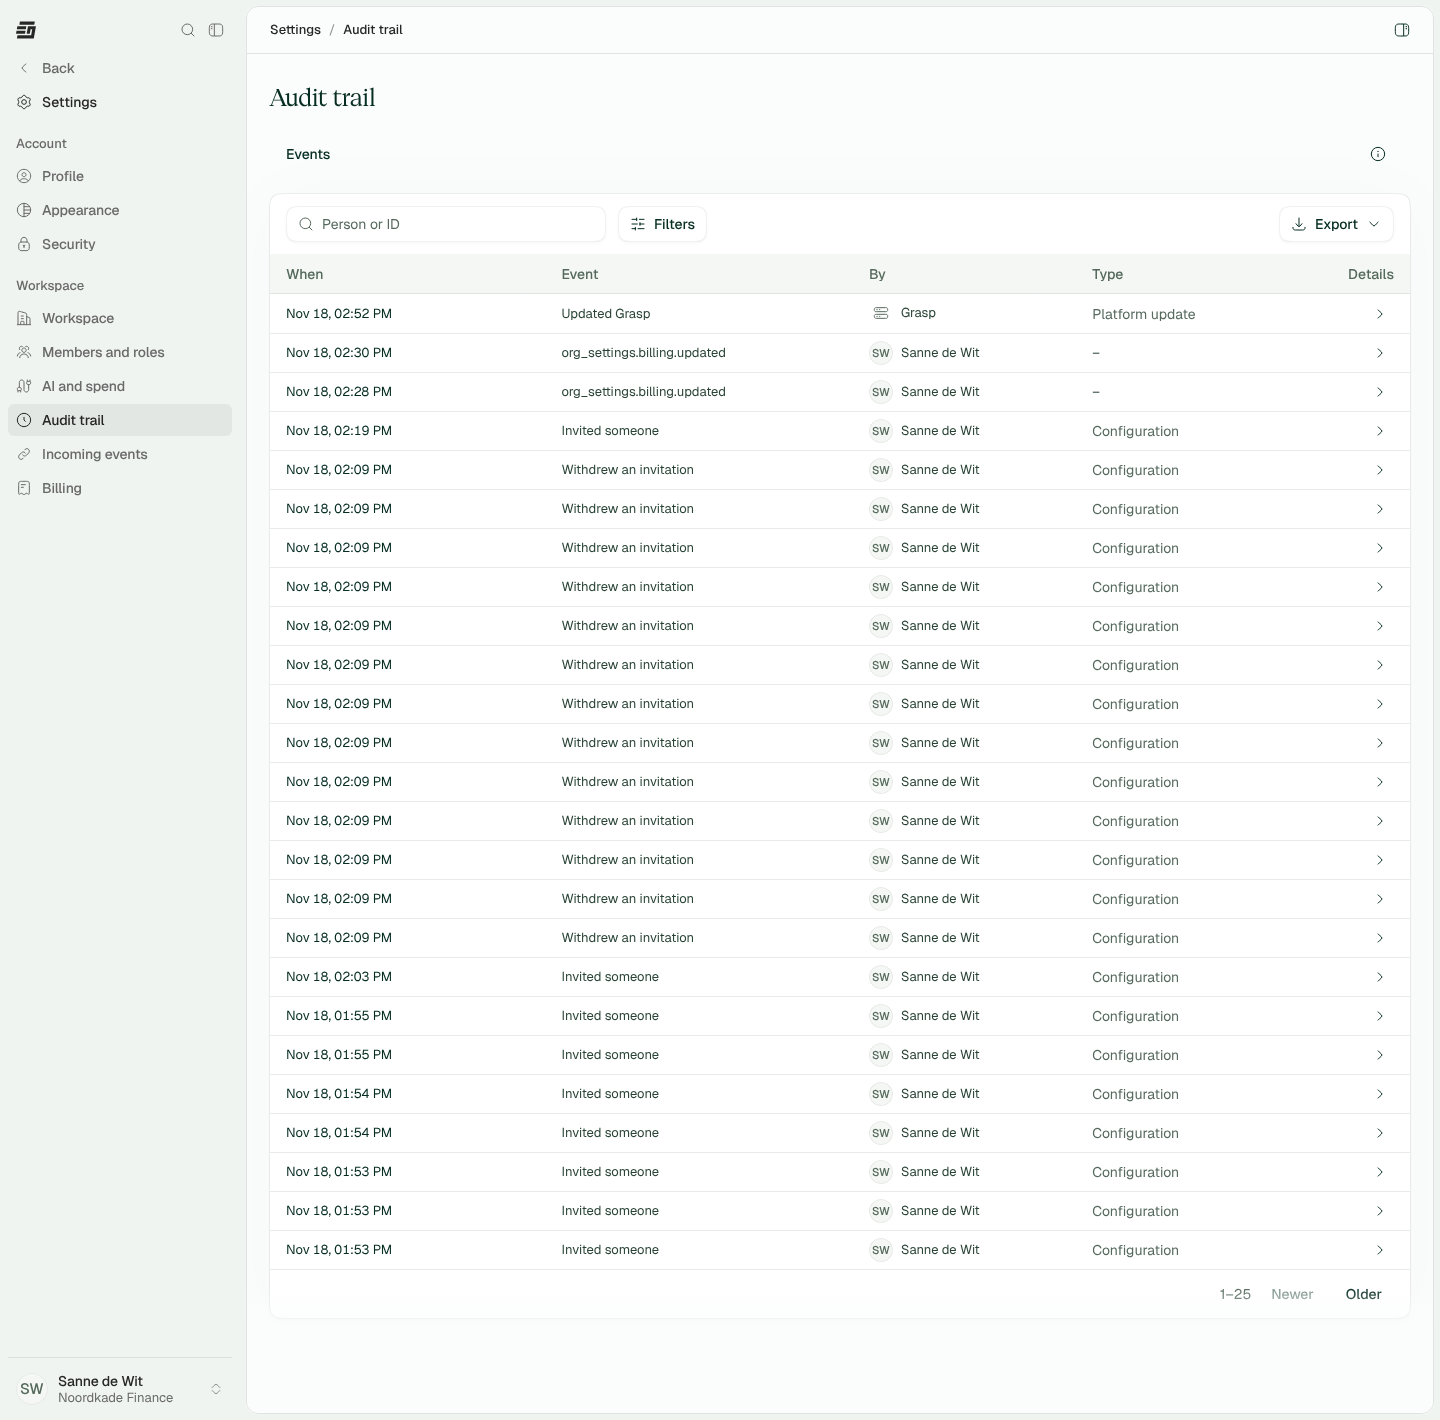 Back
Settings
Account
Profile
Appearance
Security
Workspace
Workspace
Members and roles
AI and spend
Audit trail
Incoming events
Billing
SW
Sanne de Wit
Noordkade Finance
Settings / Audit trail
Audit trail
Events
Person or ID
Filters
Export
When Event By Type Details
Nov 18, 02:52 PM Updated Grasp Grasp Platform update
Nov 18, 02:30 PM org_settings.billing.updated SW Sanne de Wit –
Nov 18, 02:28 PM org_settings.billing.updated SW Sanne de Wit –
Nov 18, 02:19 PM Invited someone SW Sanne de Wit Configuration
Nov 18, 02:09 PM Withdrew an invitation SW Sanne de Wit Configuration
Nov 18, 02:09 PM Withdrew an invitation SW Sanne de Wit Configuration
Nov 18, 02:09 PM Withdrew an invitation SW Sanne de Wit Configuration
Nov 18, 02:09 PM Withdrew an invitation SW Sanne de Wit Configuration
Nov 18, 02:09 PM Withdrew an invitation SW Sanne de Wit Configuration
Nov 18, 02:09 PM Withdrew an invitation SW Sanne de Wit Configuration
Nov 18, 02:09 PM Withdrew an invitation SW Sanne de Wit Configuration
Nov 18, 02:09 PM Withdrew an invitation SW Sanne de Wit Configuration
Nov 18, 02:09 PM Withdrew an invitation SW Sanne de Wit Configuration
Nov 18, 02:09 PM Withdrew an invitation SW Sanne de Wit Configuration
Nov 18, 02:09 PM Withdrew an invitation SW Sanne de Wit Configuration
Nov 18, 02:09 PM Withdrew an invitation SW Sanne de Wit Configuration
Nov 18, 02:09 PM Withdrew an invitation SW Sanne de Wit Configuration
Nov 18, 02:03 PM Invited someone SW Sanne de Wit Configuration
Nov 18, 01:55 PM Invited someone SW Sanne de Wit Configuration
Nov 18, 01:55 PM Invited someone SW Sanne de Wit Configuration
Nov 18, 01:54 PM Invited someone SW Sanne de Wit Configuration
Nov 18, 01:54 PM Invited someone SW Sanne de Wit Configuration
Nov 18, 01:53 PM Invited someone SW Sanne de Wit Configuration
Nov 18, 01:53 PM Invited someone SW Sanne de Wit Configuration
Nov 18, 01:53 PM Invited someone SW Sanne de Wit Configuration
1–25 Newer Older